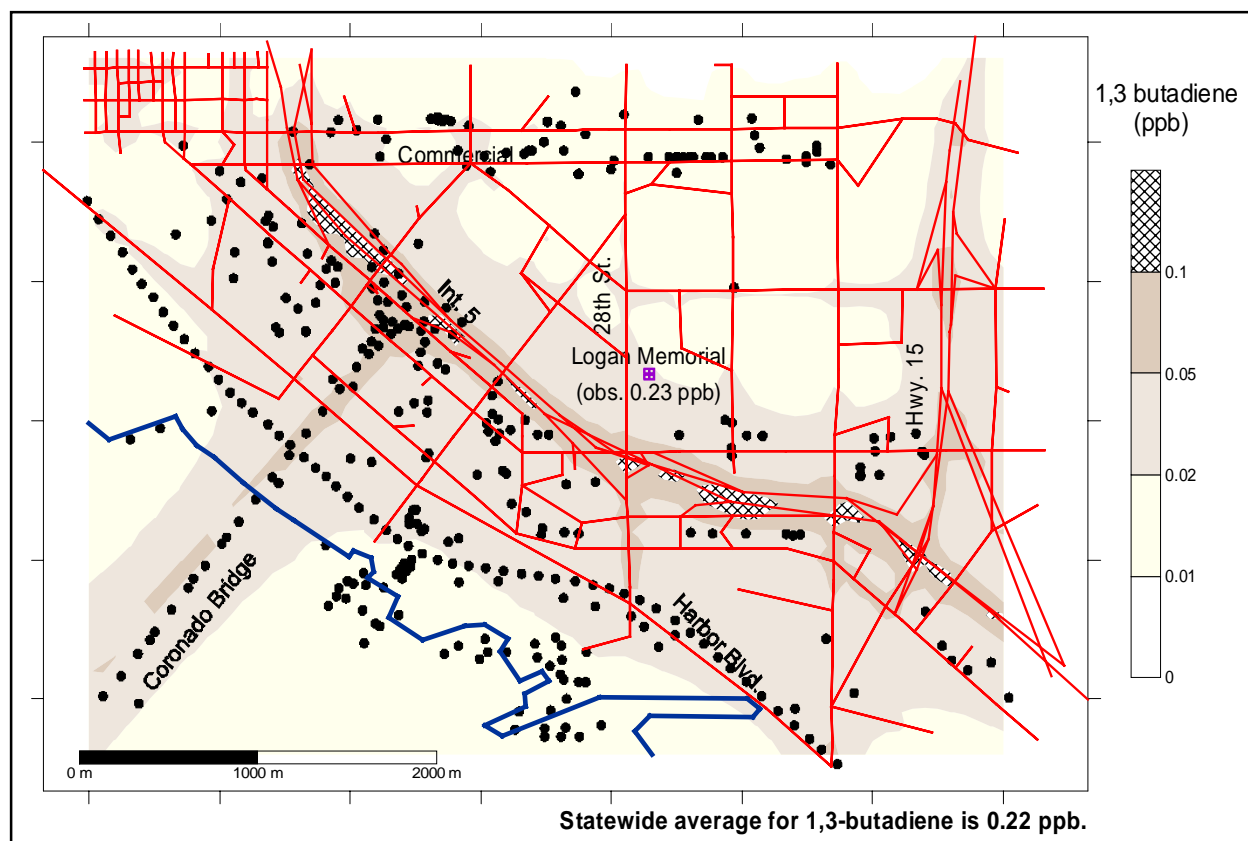 1,3 butadiene
(ppb)
Commercial
Int. 5
28th St.
Logan Memorial
(obs. 0.23 ppb)
Hwy. 15
0.1
0.05
0.02
0.01
0
Coronado Bridge
Harbor Blvd.
0 m
1000 m
2000 m
Statewide average for 1,3-butadiene is 0.22 ppb.